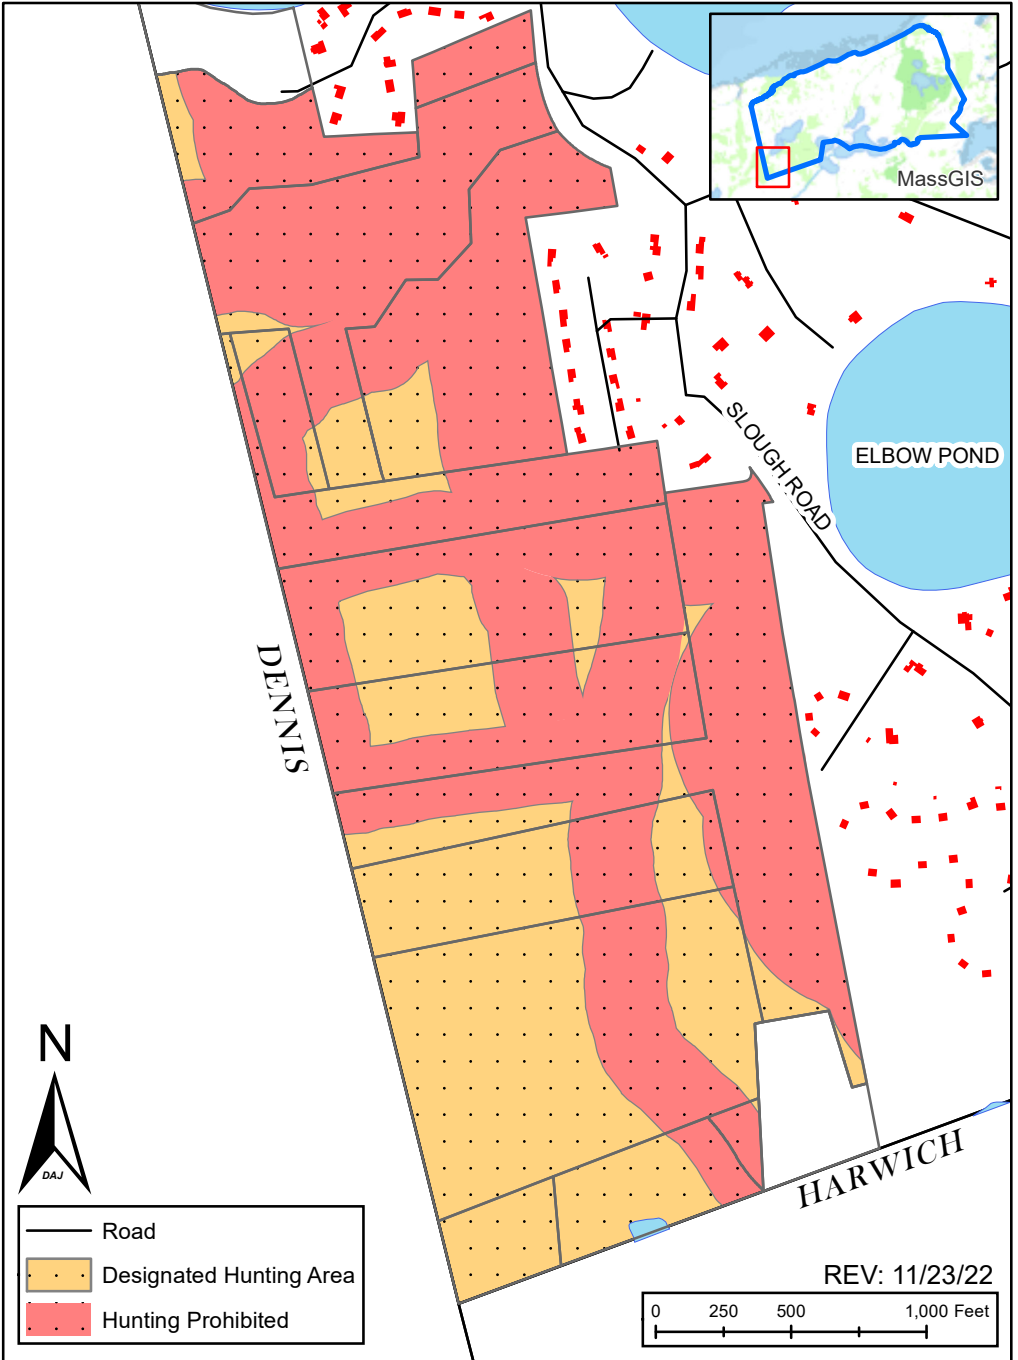 MassGIS
SLOUGH ROAD
ELBOW POND
DENNIS
N
DAJ
HARWICH
Road
Designated Hunting Area
Hunting Prohibited
REV: 11/23/22
0 250 500 1,000 Feet